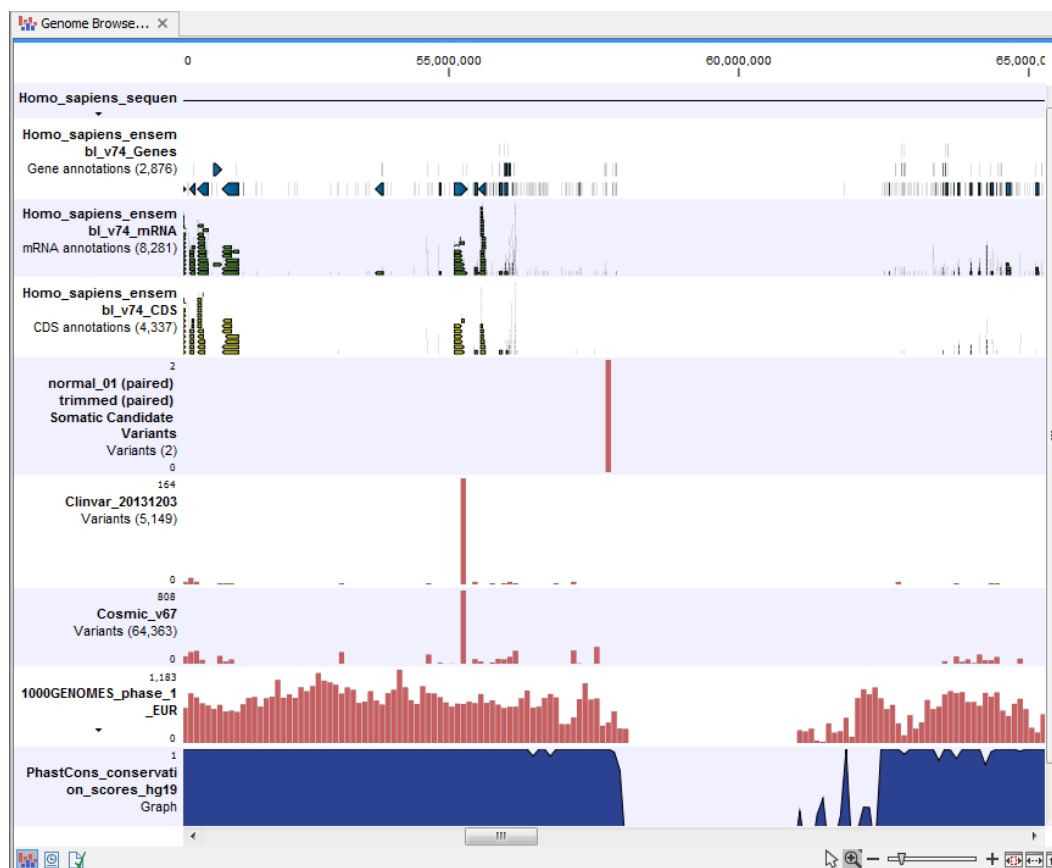 Genome Browse... ×
0 55,000,000 60,000,000 65,000,0
Homo_sapiens_sequen
Homo_sapiens_ensem
bl_v74_Genes
Gene annotations (2,876)
Homo_sapiens_ensem
bl_v74_mRNA
mRNA annotations (8,281)
Homo_sapiens_ensem
bl_v74_CDS
CDS annotations (4,337)
2
normal_01 (paired)
trimmed (paired)
Somatic Candidate
Variants
Variants (2)
0
164
Clinvar_20131203
Variants (5,149)
0
808
Cosmic_v67
Variants (64,363)
0
1,183
1000GENOMES_phase_1
_EUR
0
1
PhastCons_conservati
on_scores_hg19
Graph